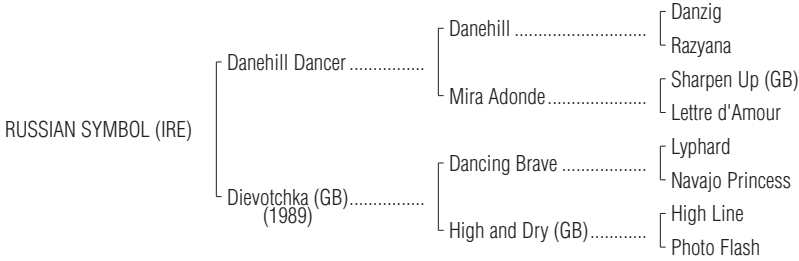 Danzig
Danehill ............................
Razyana
Danehill Dancer ................
Sharpen Up (GB)
Mira Adonde.....................
Lettre d'Amour
RUSSIAN SYMBOL (IRE)
Lyphard
Dancing Brave ..................
Navajo Princess
Dievotchka (GB)................
(1989)
High Line
High and Dry (GB)............
Photo Flash